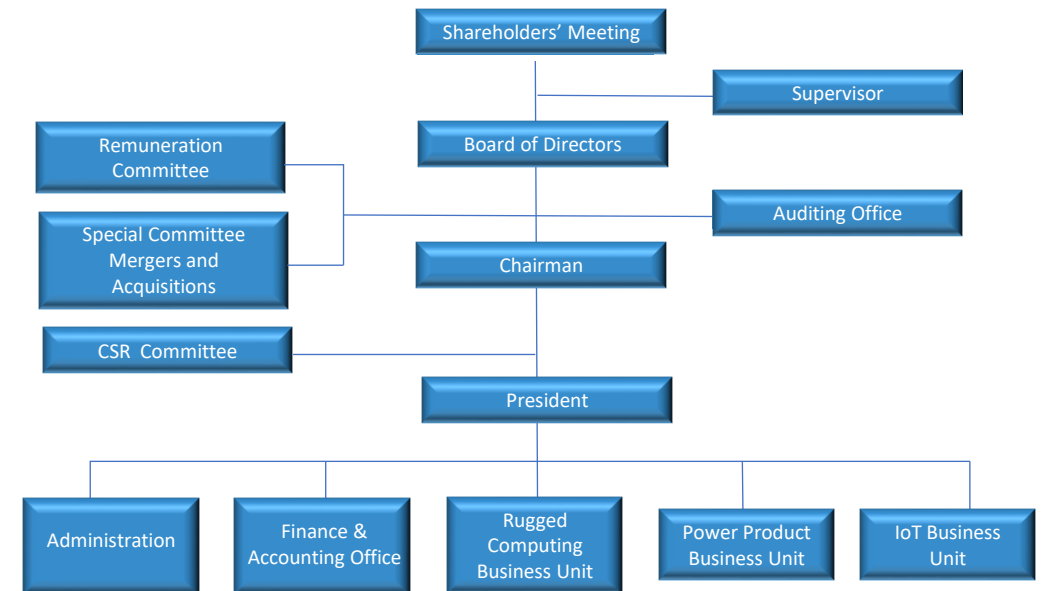 Shareholders’ Meeting
Supervisor
Board of Directors
Remuneration
Committee
Auditing Office
Special Committee
Mergers and
Acquisitions
Chairman
CSR  Committee
President
Administration
Finance &
Accounting Office
Rugged
Computing
Business Unit
Power Product
Business Unit
IoT Business
Unit